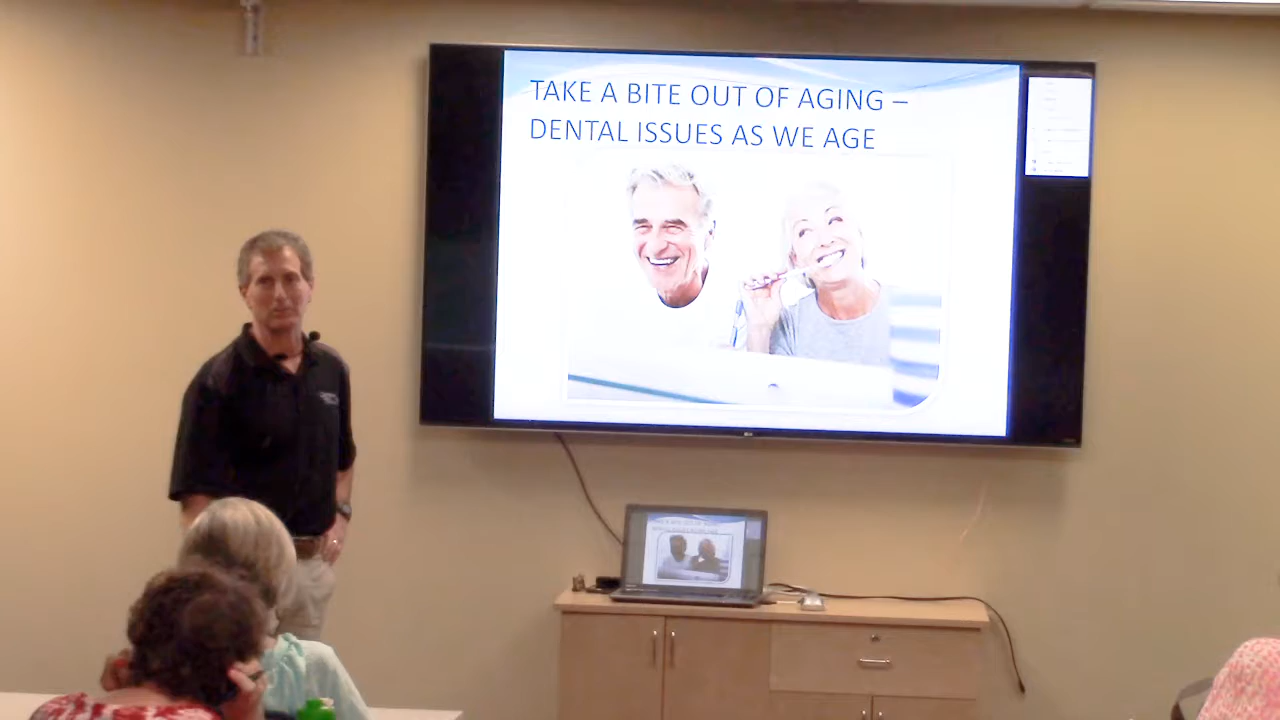 TAKE A BITE OUT OF AGING –
DENTAL ISSUES AS WE AGE